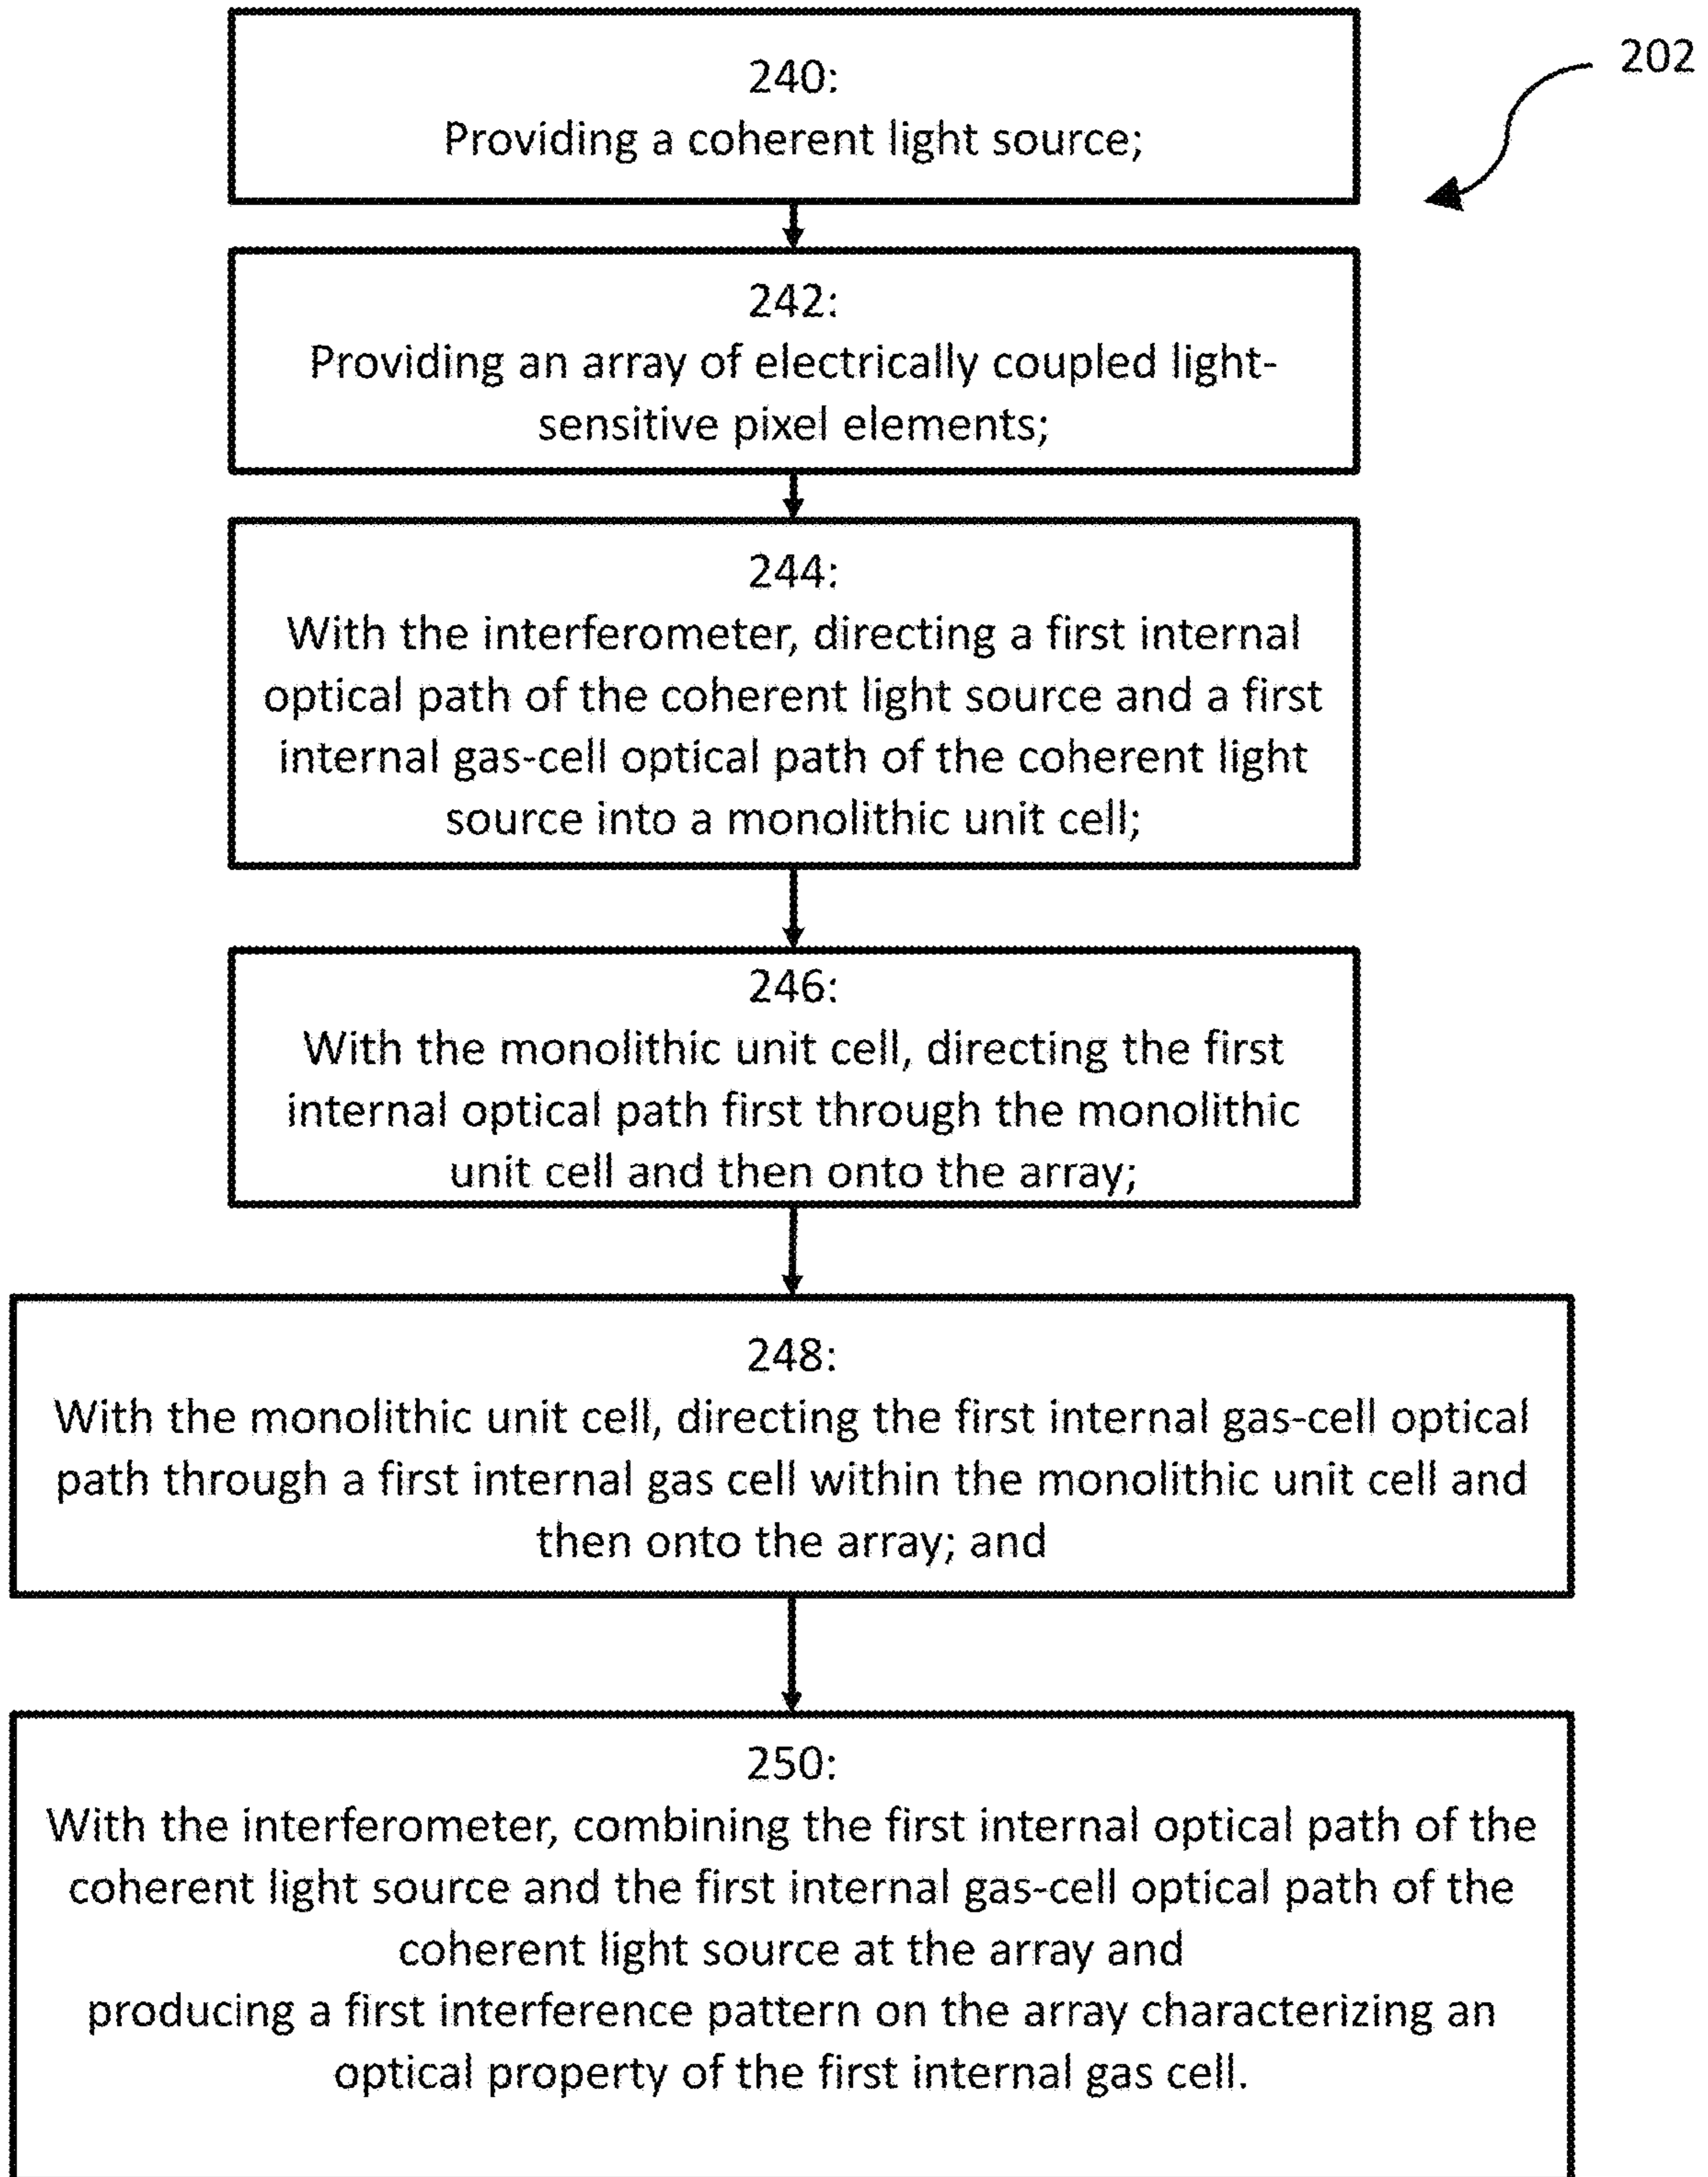 202
240:
Providing a coherent light source;
242:
Providing an array of electrically coupled light-
sensitive pixel elements;
244:
With the interferometer, directing a first internal
optical path of the coherent light source and a first
internal gas-cell optical path of the coherent light
source into a monolithic unit cell;
246:
With the monolithic unit cell, directing the first
internal optical path first through the monolithic
unit cell and then onto the array;
248:
With the monolithic unit cell, directing the first internal gas-cell optical
path through a first internal gas cell within the monolithic unit cell and
then onto the array; and
250:
With the interferometer, combining the first internal optical path of the
coherent light source and the first internal gas-cell optical path of the
coherent light source at the array and
producing a first interference pattern on the array characterizing an
optical property of the first internal gas cell.